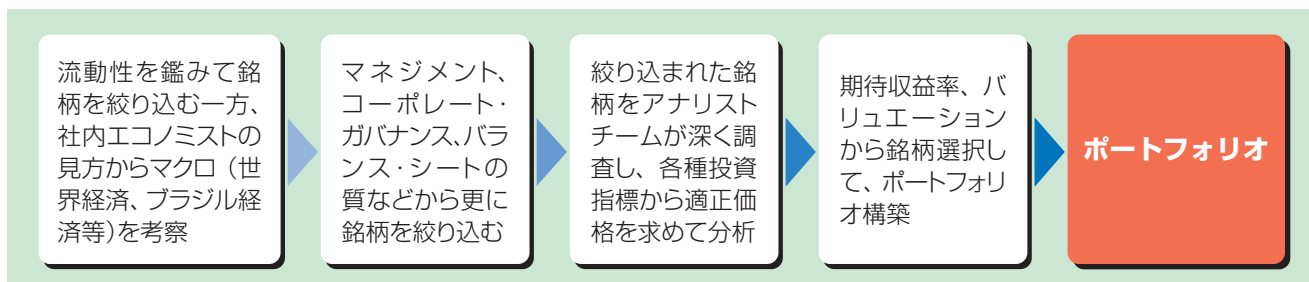 流動性を鑑みて銘
柄を絞り込む一方、
社内エコノミストの
見方からマクロ（世
界経済、ブラジル経
済等）を考察
マネジメント、
コーポレート・
ガバナンス、バラ
ンス・シートの
質などから更に
銘柄を絞り込む
絞り込まれた銘
柄をアナリスト
チームが深く調
査し、各種投資
指標から適正価
格を求めて分析
期待収益率、バ
リュエーション
から銘柄選択し
て、ポートフォリ
オ構築
ポートフォリオ